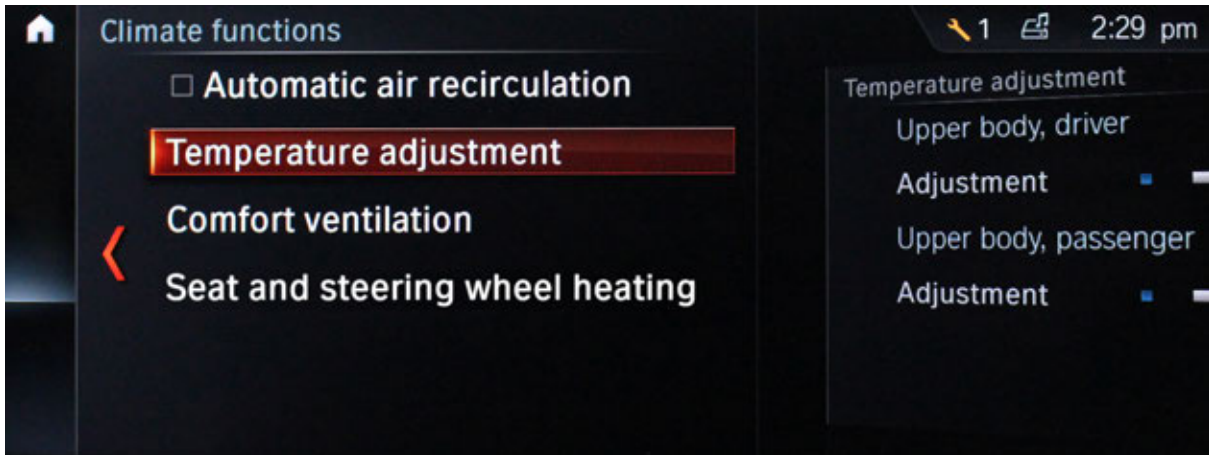 Climate functions
1 2:29 pm
Automatic air recirculation
Temperature adjustment
Comfort ventilation
Seat and steering wheel heating
Temperature adjustment
Upper body, driver
Adjustment
Upper body, passenger
Adjustment